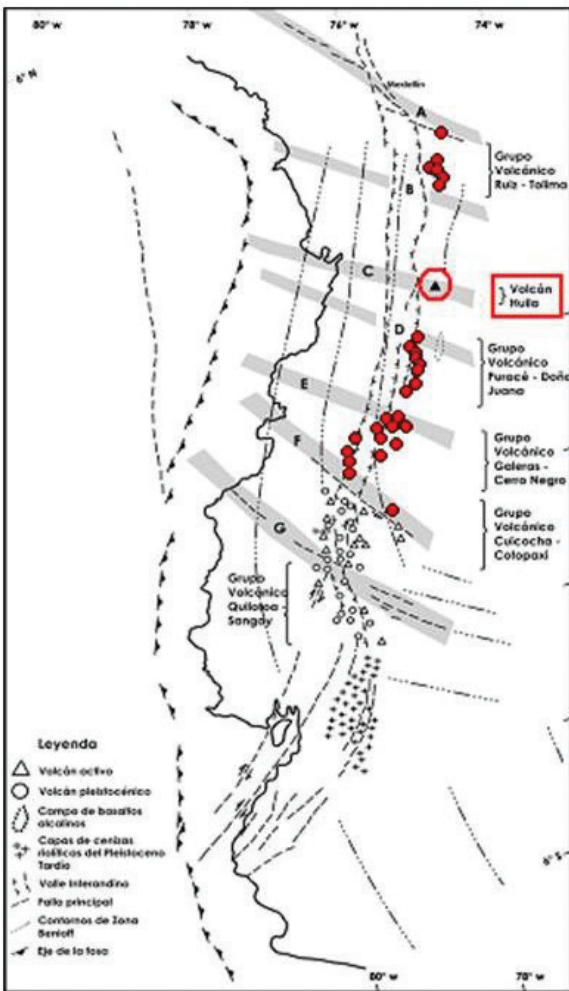 80° w
78° w
76° w
74° w
6° N
Medellín
A
Grupo
Volcánico
Ruiz - Tolima
B
C
Volcán
Huila
D
Grupo
Volcánico
Puracé - Doña
Juana
E
F
Grupo
Volcánico
Galeras -
Cerro Negro
Grupo
Volcánico
Cuicocha -
Cotopaxi
G
Grupo
Volcánico
Quilotoa -
Sangay
Leyenda
Volcán activo
Volcán pleistocénico
Campo de basaltos
alcalinos
Capas de cenizas
riolíticas del Pleistoceno
Tardío
Valle Interandino
Falla principal
Contornos de Zona
Benioff
Eje de la fosa
6° S
80° w
78° w